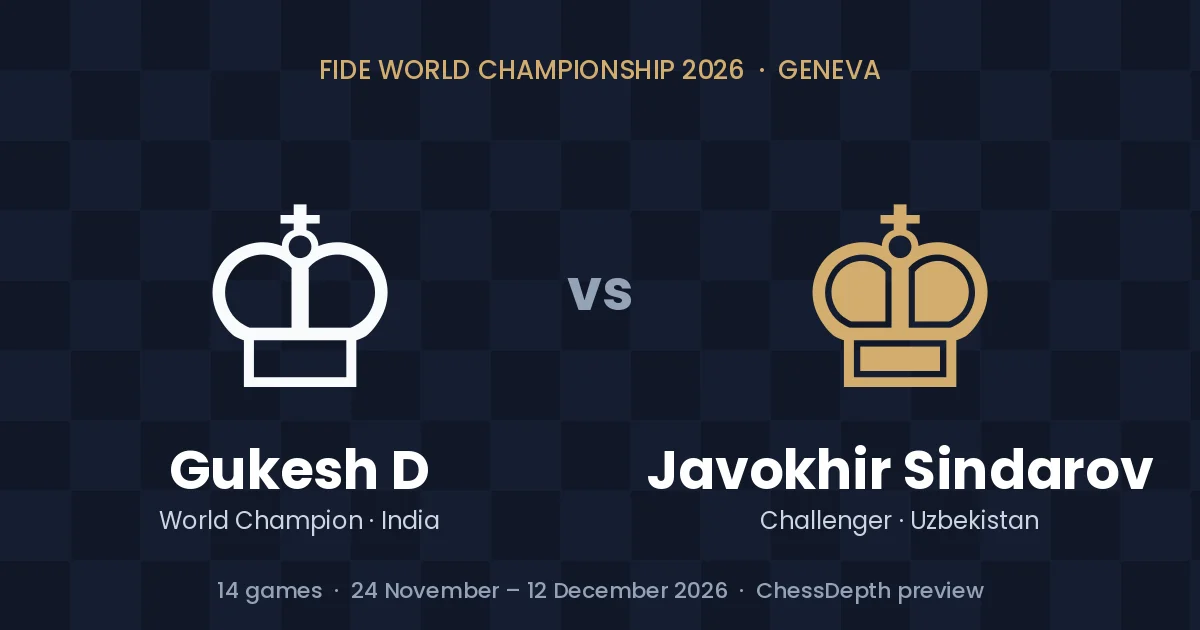 FIDE WORLD CHAMPIONSHIP 2026 · GENEVA
vs
Gukesh D
World Champion · India
Javokhir Sindarov
Challenger · Uzbekistan
14 games · 24 November – 12 December 2026 · ChessDepth preview